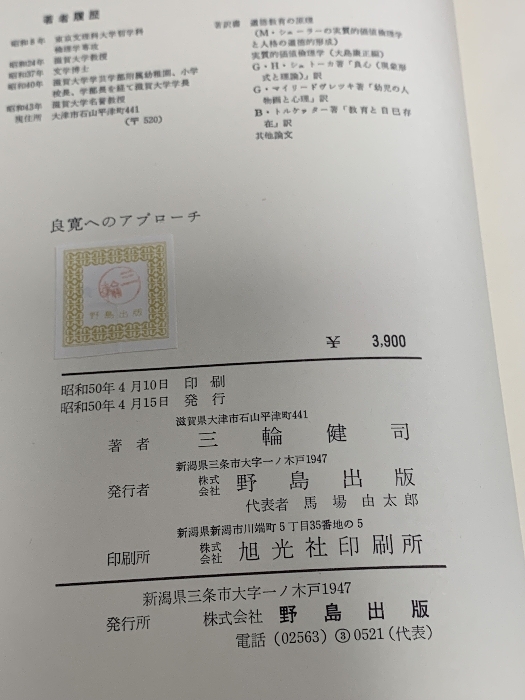 著者履歴
昭和8年 東京文理科大学哲学科
倫理学専攻
昭和24年 滋賀大学教授
昭和37年 文学博士
昭和40年 滋賀大学学芸学部附属幼稚園、小学
校長、学部長を経て滋賀大学学長
昭和43年 滋賀大学名誉教授
現住所 大津市石山平津町441
(〒520)
著訳書 道徳教育の原理
(M・シェーラーの実質的価値倫理学
と人格の道徳的形成)
実質的価値倫理学(大島康正編)
G・H・シュトーカ著「良心(現象形
式と理論)」訳
G・マイリードヴレツキ著「幼児の人
物画と心理」訳
B・トルケッター著「教育と自己存
在」訳
其他論文
良寛へのアプローチ
三輪
野島出版
¥ 3,900
昭和50年4月10日 印刷
昭和50年4月15日 発行
滋賀県大津市石山平津町441
著者 三輪健司
新潟県三条市大字一ノ木戸1947
発行者 株式会社 野島出版
代表者 馬場由太郎
新潟県新潟市川端町5丁目35番地の5
印刷所 株式会社 旭光社印刷所
新潟県三条市大字一ノ木戸1947
発行所 株式会社 野島出版
電話 (02563) ③ 0521 (代表)